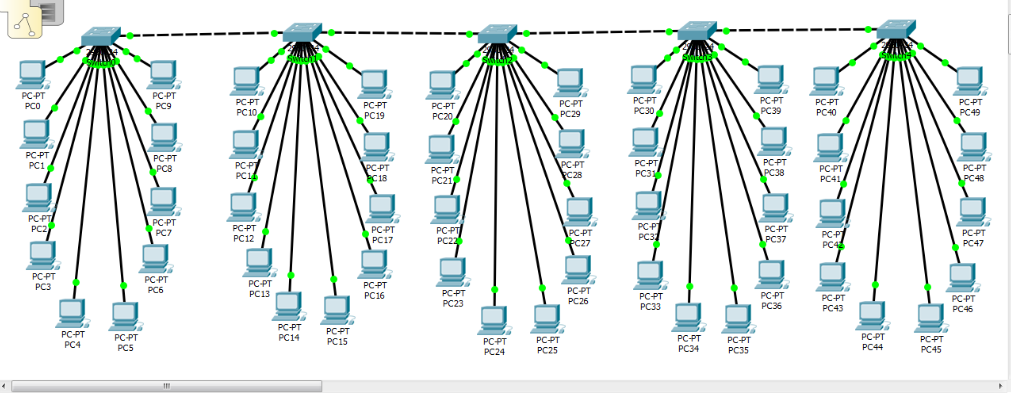 PC-PT
PC0
PC-PT
PC1
PC-PT
PC2
PC-PT
PC3
PC-PT
PC4
PC-PT
PC5
PC-PT
PC6
PC-PT
PC7
PC-PT
PC8
PC-PT
PC9
PC-PT
PC10
PC-PT
PC11
PC-PT
PC12
PC-PT
PC13
PC-PT
PC14
PC-PT
PC15
PC-PT
PC16
PC-PT
PC17
PC-PT
PC18
PC-PT
PC19
PC-PT
PC20
PC-PT
PC21
PC-PT
PC22
PC-PT
PC23
PC-PT
PC24
PC-PT
PC25
PC-PT
PC26
PC-PT
PC27
PC-PT
PC28
PC-PT
PC29
PC-PT
PC30
PC-PT
PC31
PC-PT
PC32
PC-PT
PC33
PC-PT
PC34
PC-PT
PC35
PC-PT
PC36
PC-PT
PC37
PC-PT
PC38
PC-PT
PC39
PC-PT
PC40
PC-PT
PC41
PC-PT
PC42
PC-PT
PC43
PC-PT
PC44
PC-PT
PC45
PC-PT
PC46
PC-PT
PC47
PC-PT
PC48
PC-PT
PC49